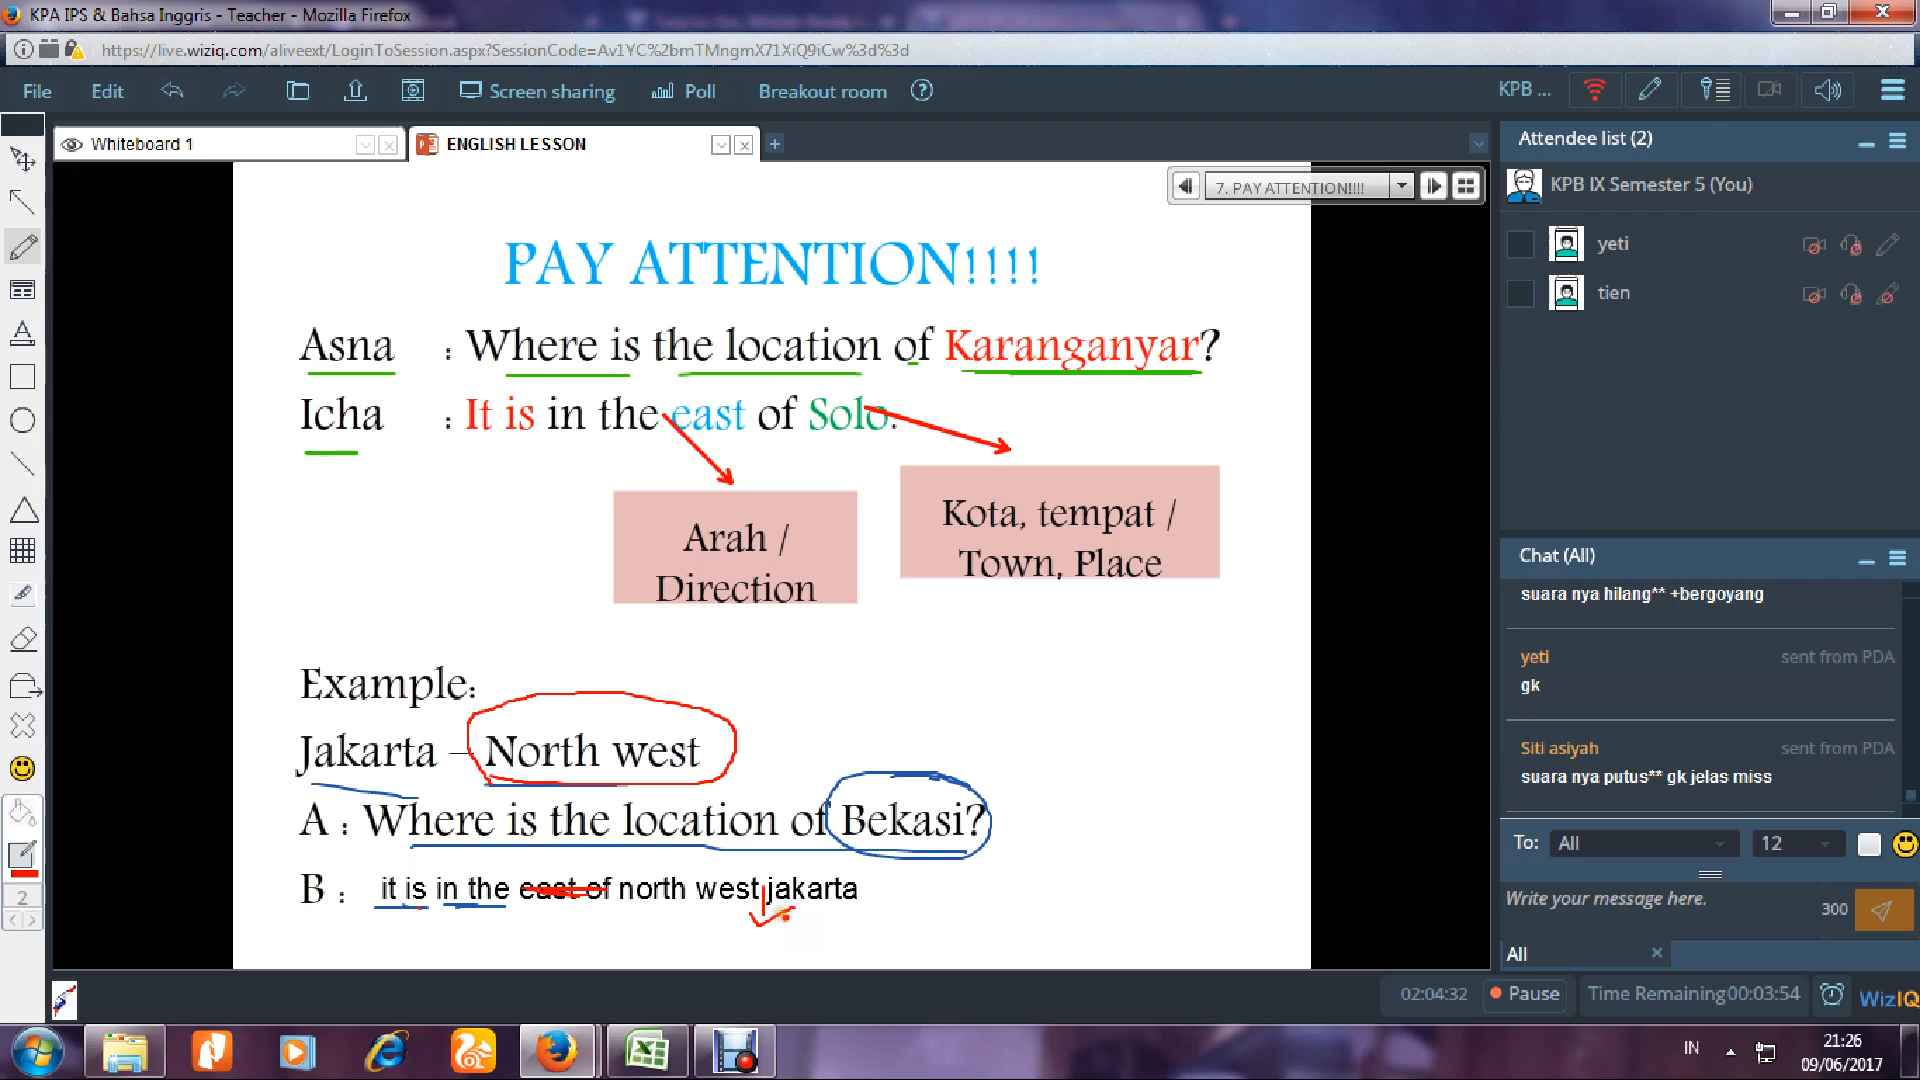 KPA IPS & Bahsa Inggris - Teacher - Mozilla Firefox
https://live.wiziq.com/aliveext/LoginToSession.aspx?SessionCode=Av1YC%2bmTMngmX71XiQ9iCw%3d%3d
File Edit Screen sharing Poll Breakout room ? KPB ...
Whiteboard 1 ENGLISH LESSON
7. PAY ATTENTION!!!!
PAY ATTENTION!!!!
Asna : Where is the location of Karanganyar?
Icha : It is in the east of Solo.
Arah /
Direction
Kota, tempat /
Town, Place
Example:
Jakarta – North west
A : Where is the location of Bekasi?
B : it is in the east of north west jakarta
2
Attendee list (2)
KPB IX Semester 5 (You)
yeti
tien
Chat (All)
suara nya hilang** +bergoyang
yeti sent from PDA
gk
Siti asiyah sent from PDA
suara nya putus** gk jelas miss
To: All 12
Write your message here. 300
All
02:04:32 Pause Time Remaining 00:03:54 WizIQ
IN 21:26
09/06/2017